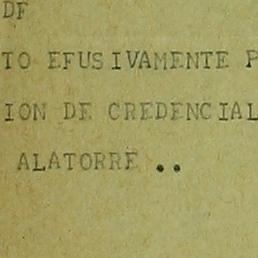 DF
TO EFUSIVAMENTE P
ION DE CREDENCIAL
ALATORRE ..